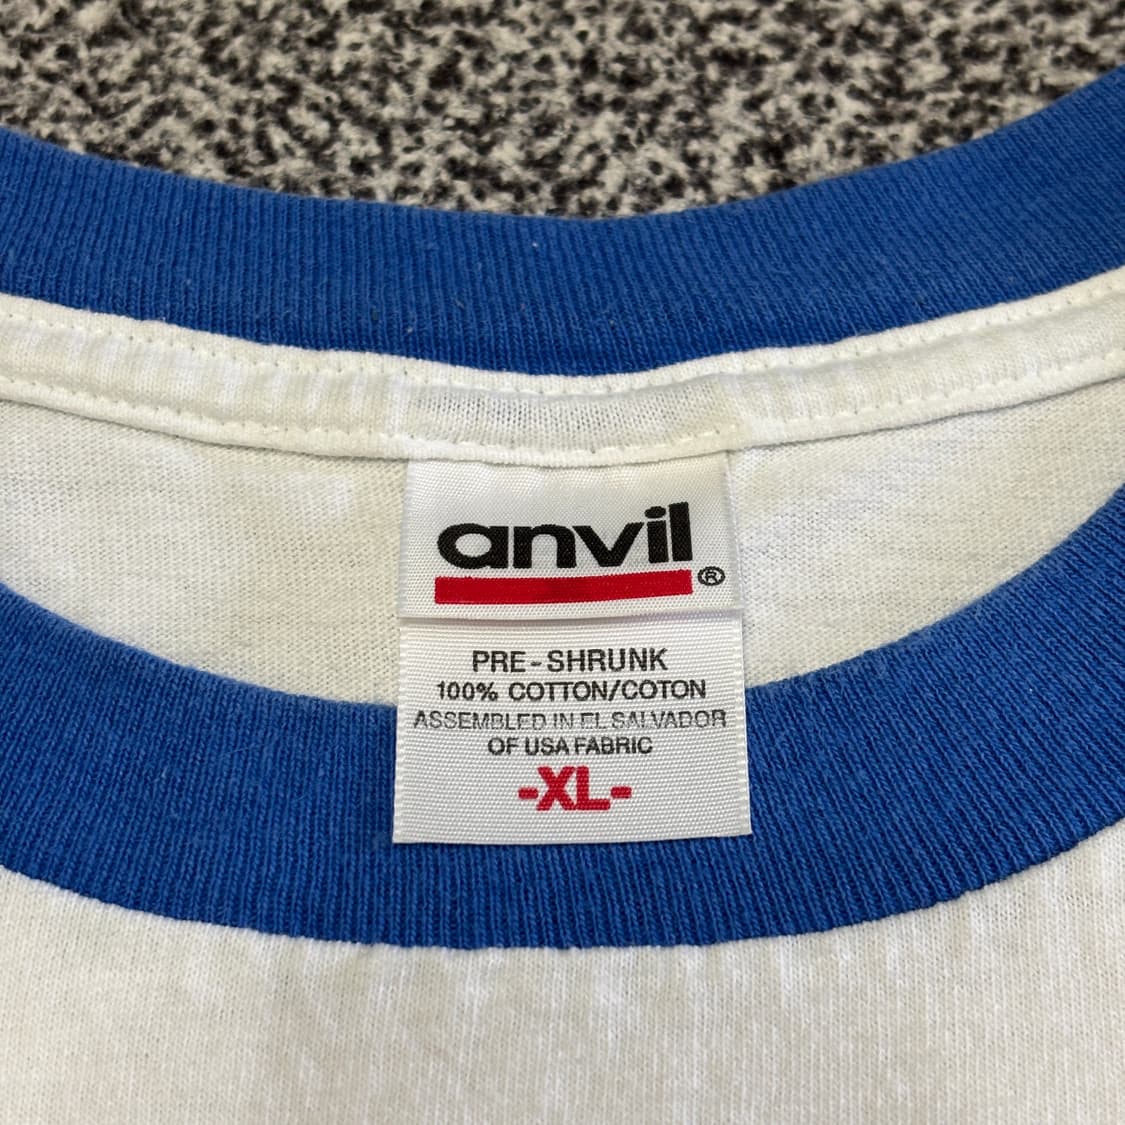 anvil®
PRE-SHRUNK
100% COTTON/COTON
ASSEMBLED IN EL SALVADOR
OF USA FABRIC
-XL-